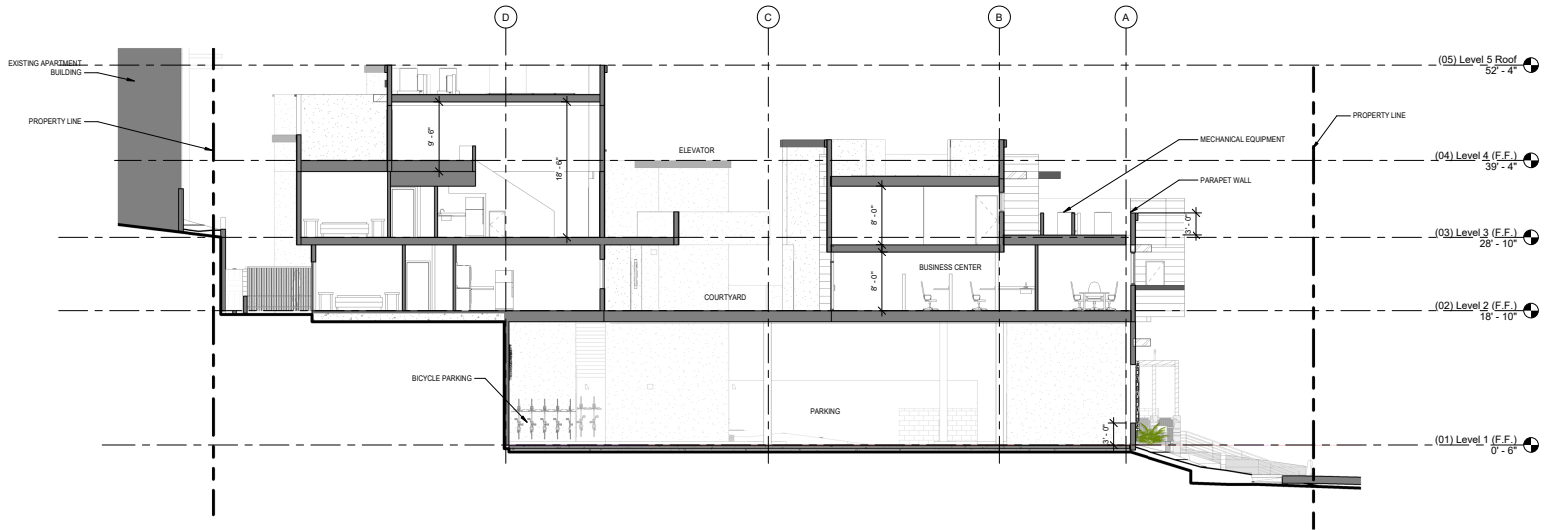 D
C
B
A
EXISTING APARTMENT
BUILDING
PROPERTY LINE
(05) Level 5 Roof
52' - 4"
PROPERTY LINE
MECHANICAL EQUIPMENT
9' - 6"
18' - 6"
ELEVATOR
(04) Level 4 (F.F.)
39' - 4"
PARAPET WALL
8' - 0"
3' - 0"
(03) Level 3 (F.F.)
28' - 10"
BUSINESS CENTER
8' - 0"
COURTYARD
(02) Level 2 (F.F.)
18' - 10"
BICYCLE PARKING
PARKING
3' - 0"
(01) Level 1 (F.F.)
0' - 6"